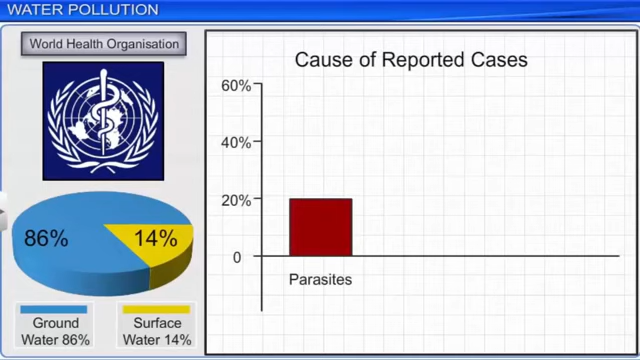 WATER POLLUTION
World Health Organisation
86%
14%
Ground
Water 86%
Surface
Water 14%
Cause of Reported Cases
60%
40%
20%
0
Parasites